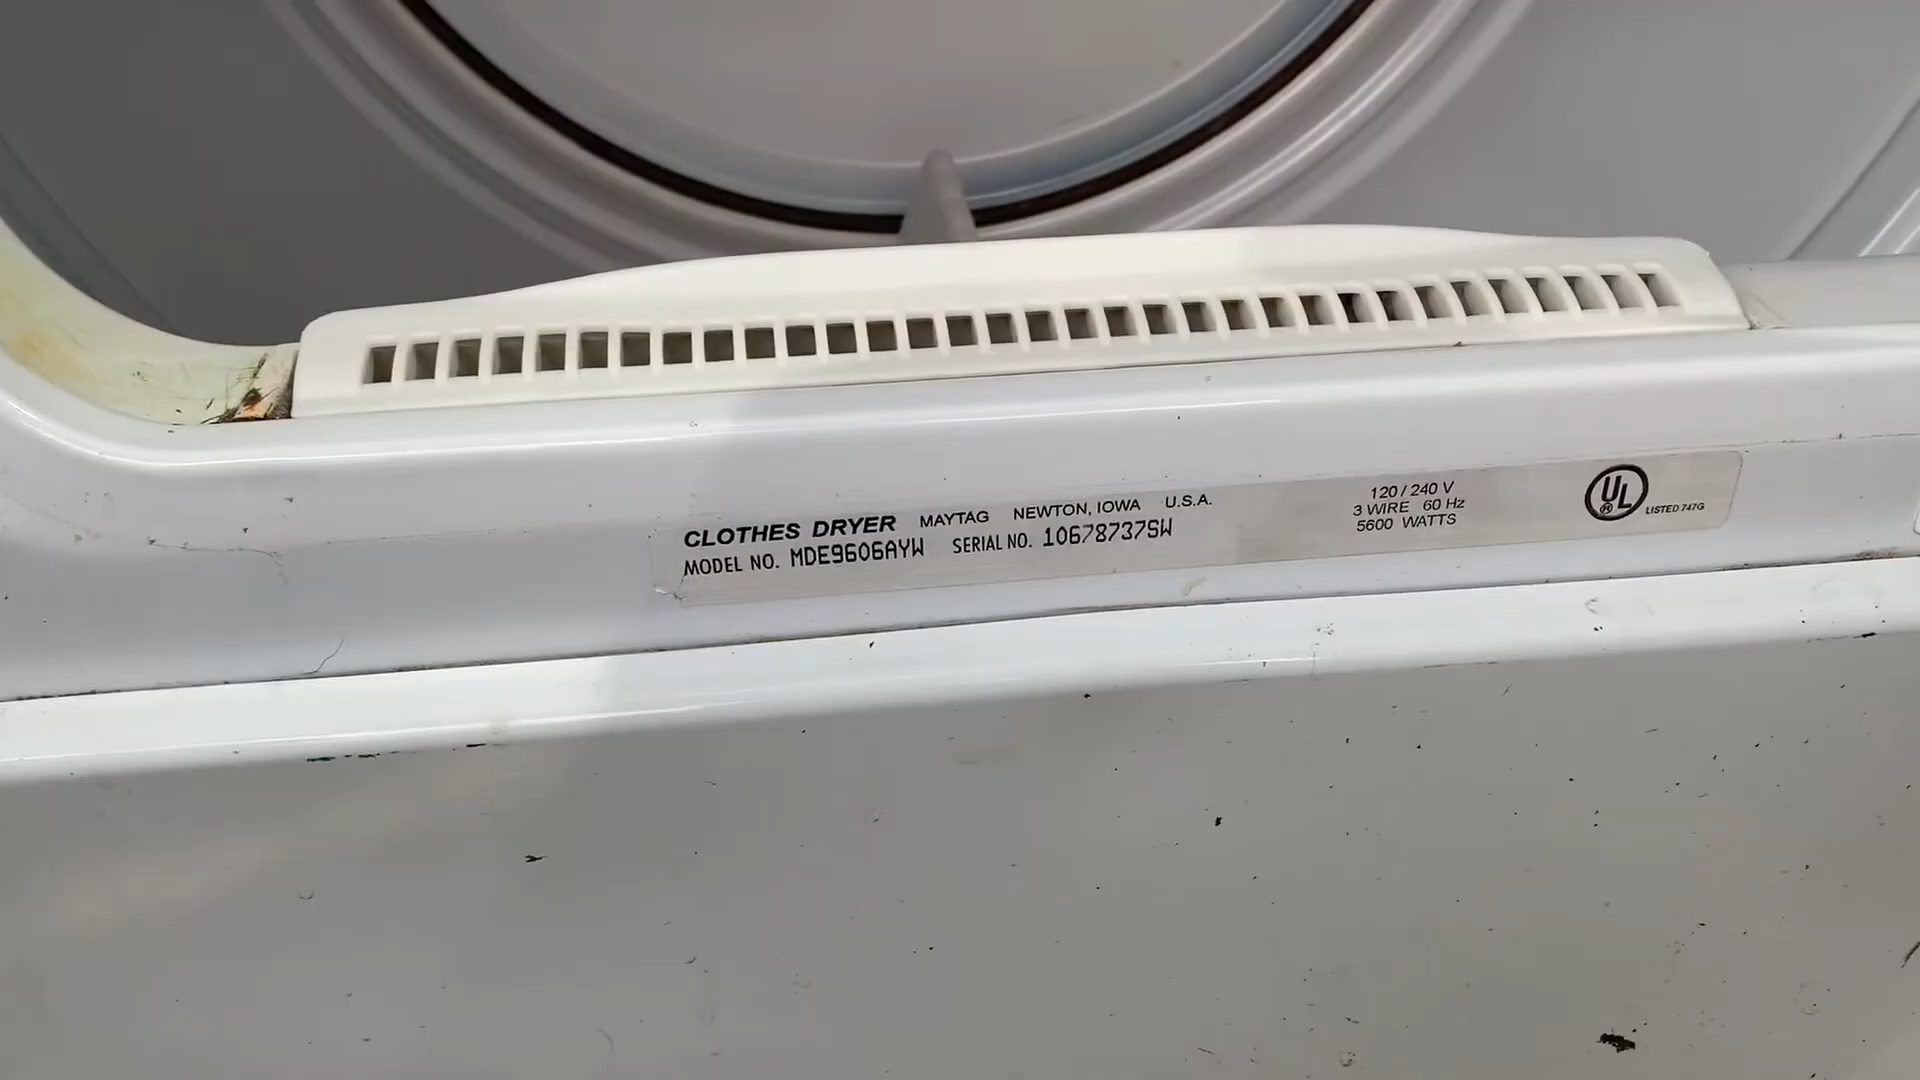 CLOTHES DRYER MAYTAG NEWTON, IOWA U.S.A.
MODEL NO. MDE9606AYW SERIAL NO. 10678737SW
120 / 240 V
3 WIRE 60 Hz
5600 WATTS
UL
®
LISTED 747G